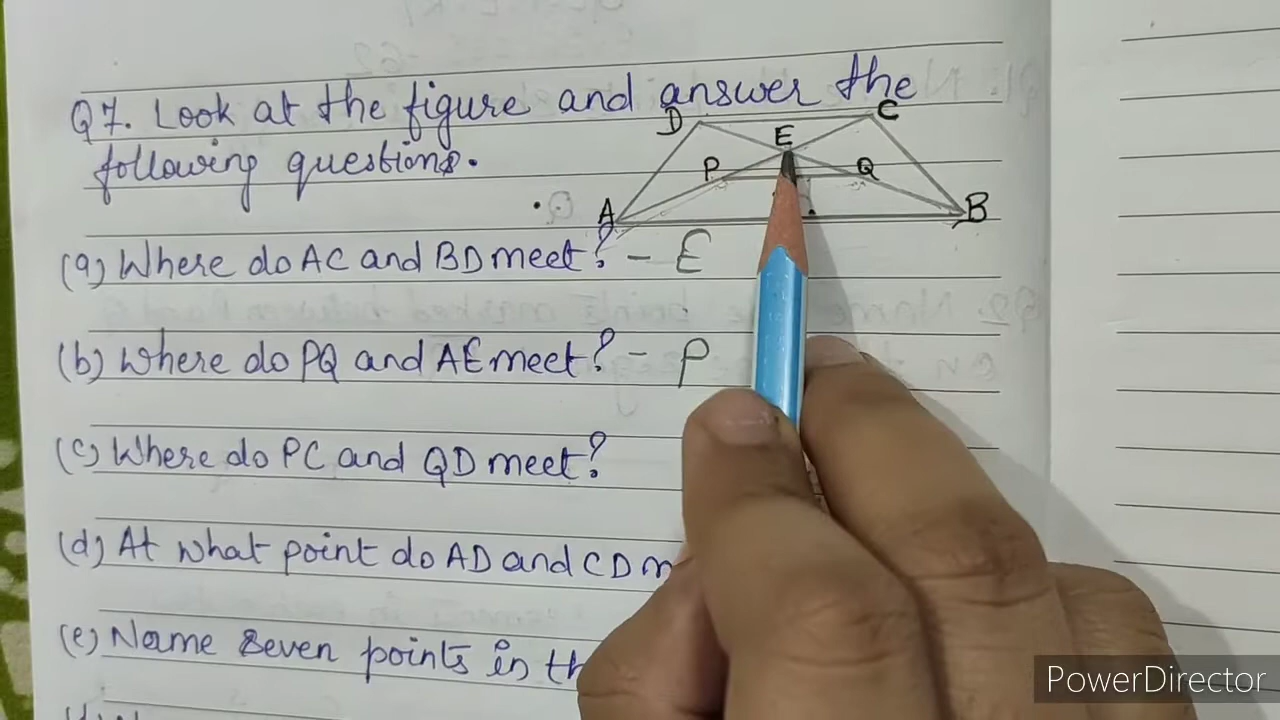 Q7. Look at the figure and answer the
following questions.
D
C
E
P
Q
A
B
(a) Where do AC and BD meet? - E
(b) Where do PQ and AE meet? - P
(c) Where do PC and QD meet?
(d) At what point do AD and CD m
(e) Name seven points in th
PowerDirector